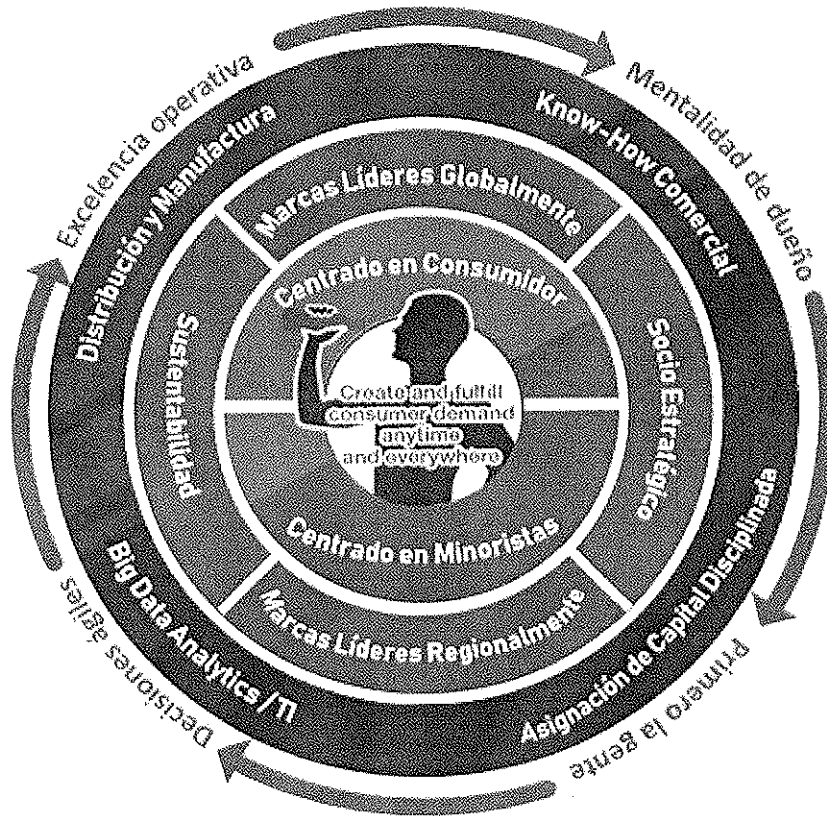 Excelencia operativa
Mentalidad de dueño
Primero la gente
Decisiones ágiles
Distribución y Manufactura
Know-How Comercial
Asignación de Capital Disciplinada
Big Data Analytics / TI
Marcas Líderes Globalmente
Socio Estratégico
Marcas Líderes Regionalmente
Sustentabilidad
Centrado en Consumidor
Create and fulfill
consumer demand
anytime
and everywhere
Centrado en Minoristas